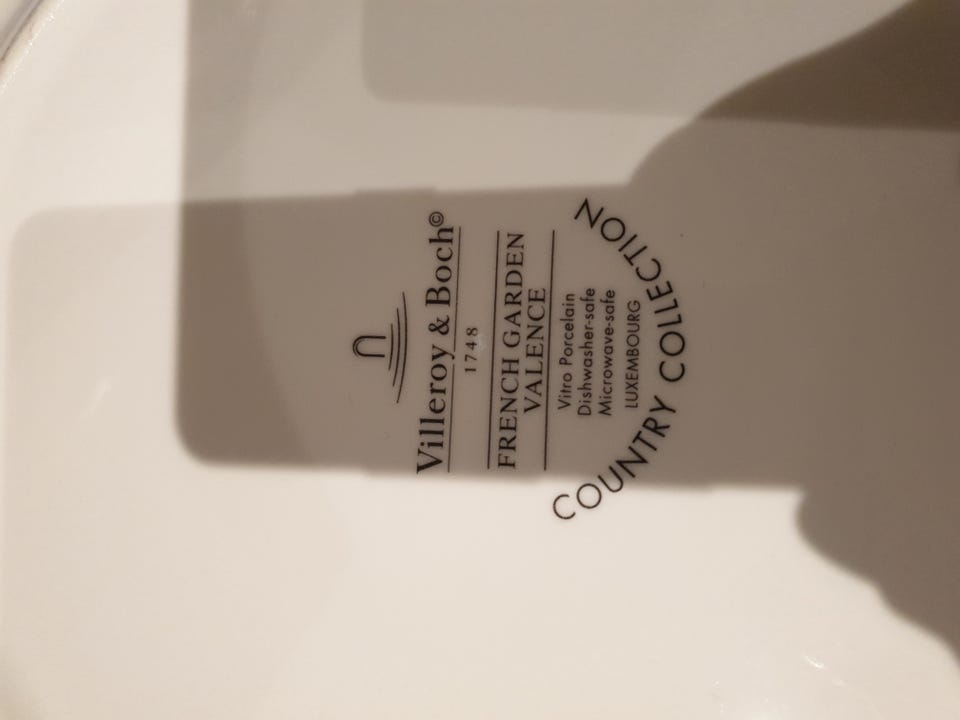 Villeroy & Boch©
1748
FRENCH GARDEN
VALENCE
Vitro Porcelain
Dishwasher-safe
Microwave-safe
LUXEMBOURG
COUNTRY COLLECTION